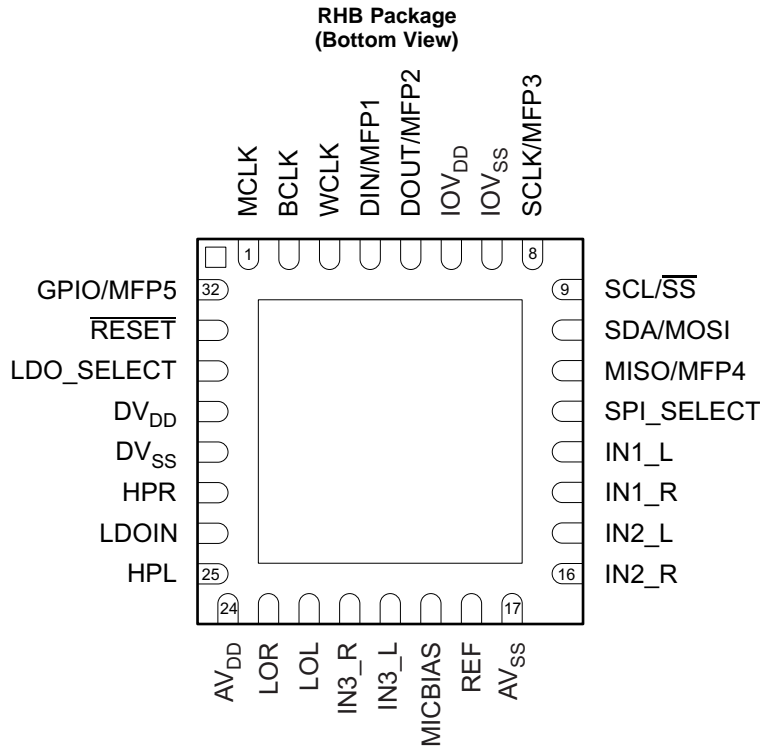 RHB Package
(Bottom View)
MCLK
BCLK
WCLK
DIN/MFP1
DOUT/MFP2
IOVDD
IOVSS
SCLK/MFP3
1
8
GPIO/MFP5
32
9
SCL/SS
RESET
SDA/MOSI
LDO_SELECT
MISO/MFP4
DVDD
SPI_SELECT
DVSS
IN1_L
HPR
IN1_R
LDOIN
IN2_L
HPL
25
16
IN2_R
24
17
AVDD
LOR
LOL
IN3_R
IN3_L
MICBIAS
REF
AVSS